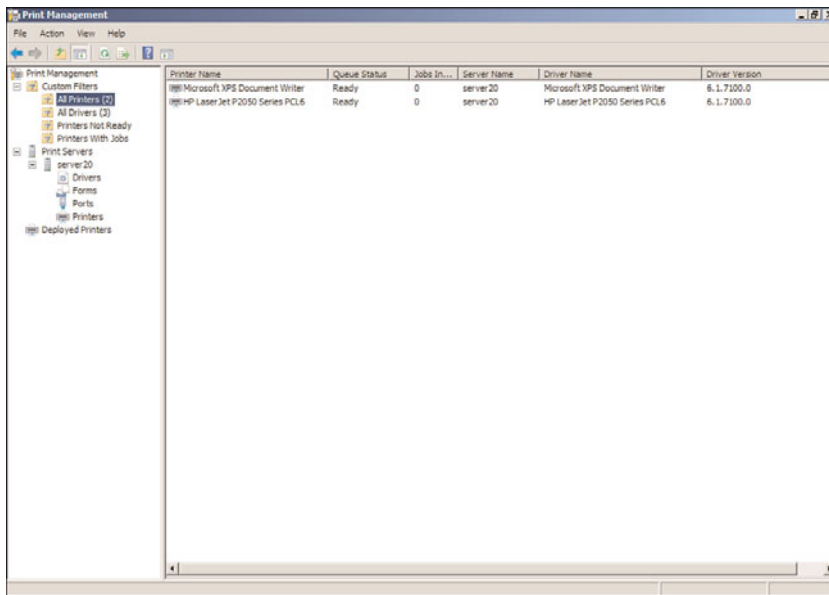 Print Management
File Action View Help
Print Management
Custom Filters
All Printers (2)
All Drivers (3)
Printers Not Ready
Printers With Jobs
Print Servers
server20
Drivers
Forms
Ports
Printers
Deployed Printers
Printer Name Queue Status Jobs In... Server Name Driver Name Driver Version
Microsoft XPS Document Writer Ready 0 server20 Microsoft XPS Document Writer 6.1.7100.0
HP LaserJet P2050 Series PCL6 Ready 0 server20 HP LaserJet P2050 Series PCL6 6.1.7100.0